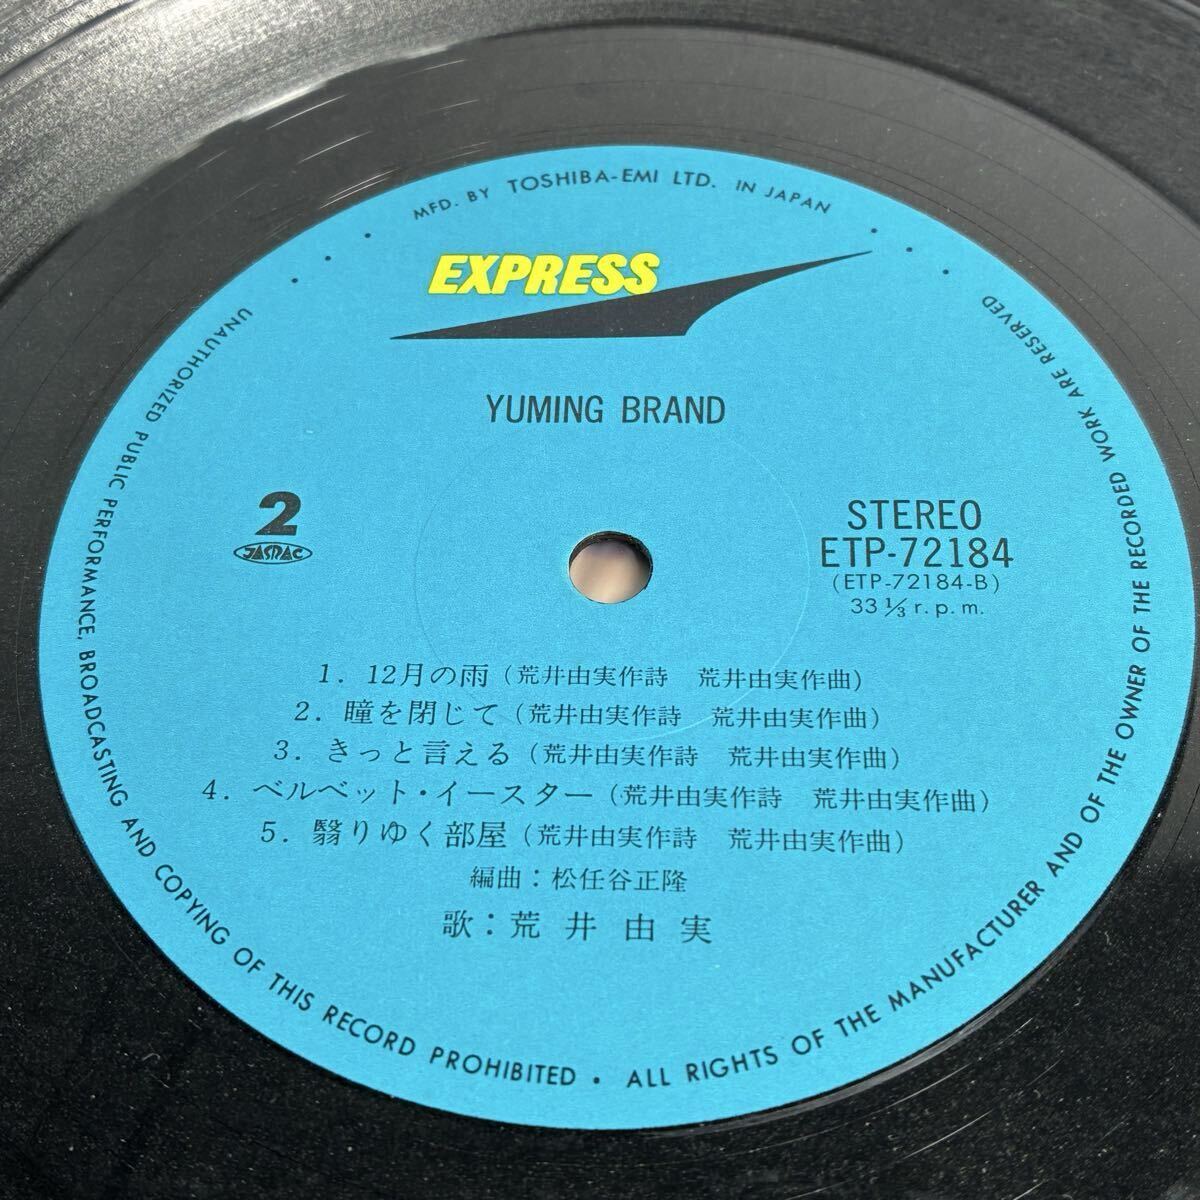 MFD. BY TOSHIBA-EMI LTD. IN JAPAN
EXPRESS
YUMING BRAND
2
JASRAC
STEREO
ETP-72184
(ETP-72184-B)
33 1/3 r.p.m.
1. 12月の雨 (荒井由実作詩 荒井由実作曲)
2. 瞳を閉じて (荒井由実作詩 荒井由実作曲)
3. きっと言える (荒井由実作詩 荒井由実作曲)
4. ベルベット・イースター (荒井由実作詩 荒井由実作曲)
5. 翳りゆく部屋 (荒井由実作詩 荒井由実作曲)
編曲：松任谷正隆
歌：荒井由実
UNAUTHORIZED PUBLIC PERFORMANCE, BROADCASTING AND COPYING OF THIS RECORD PROHIBITED • ALL RIGHTS OF THE MANUFACTURER AND OF THE OWNER OF THE RECORDED WORK ARE RESERVED